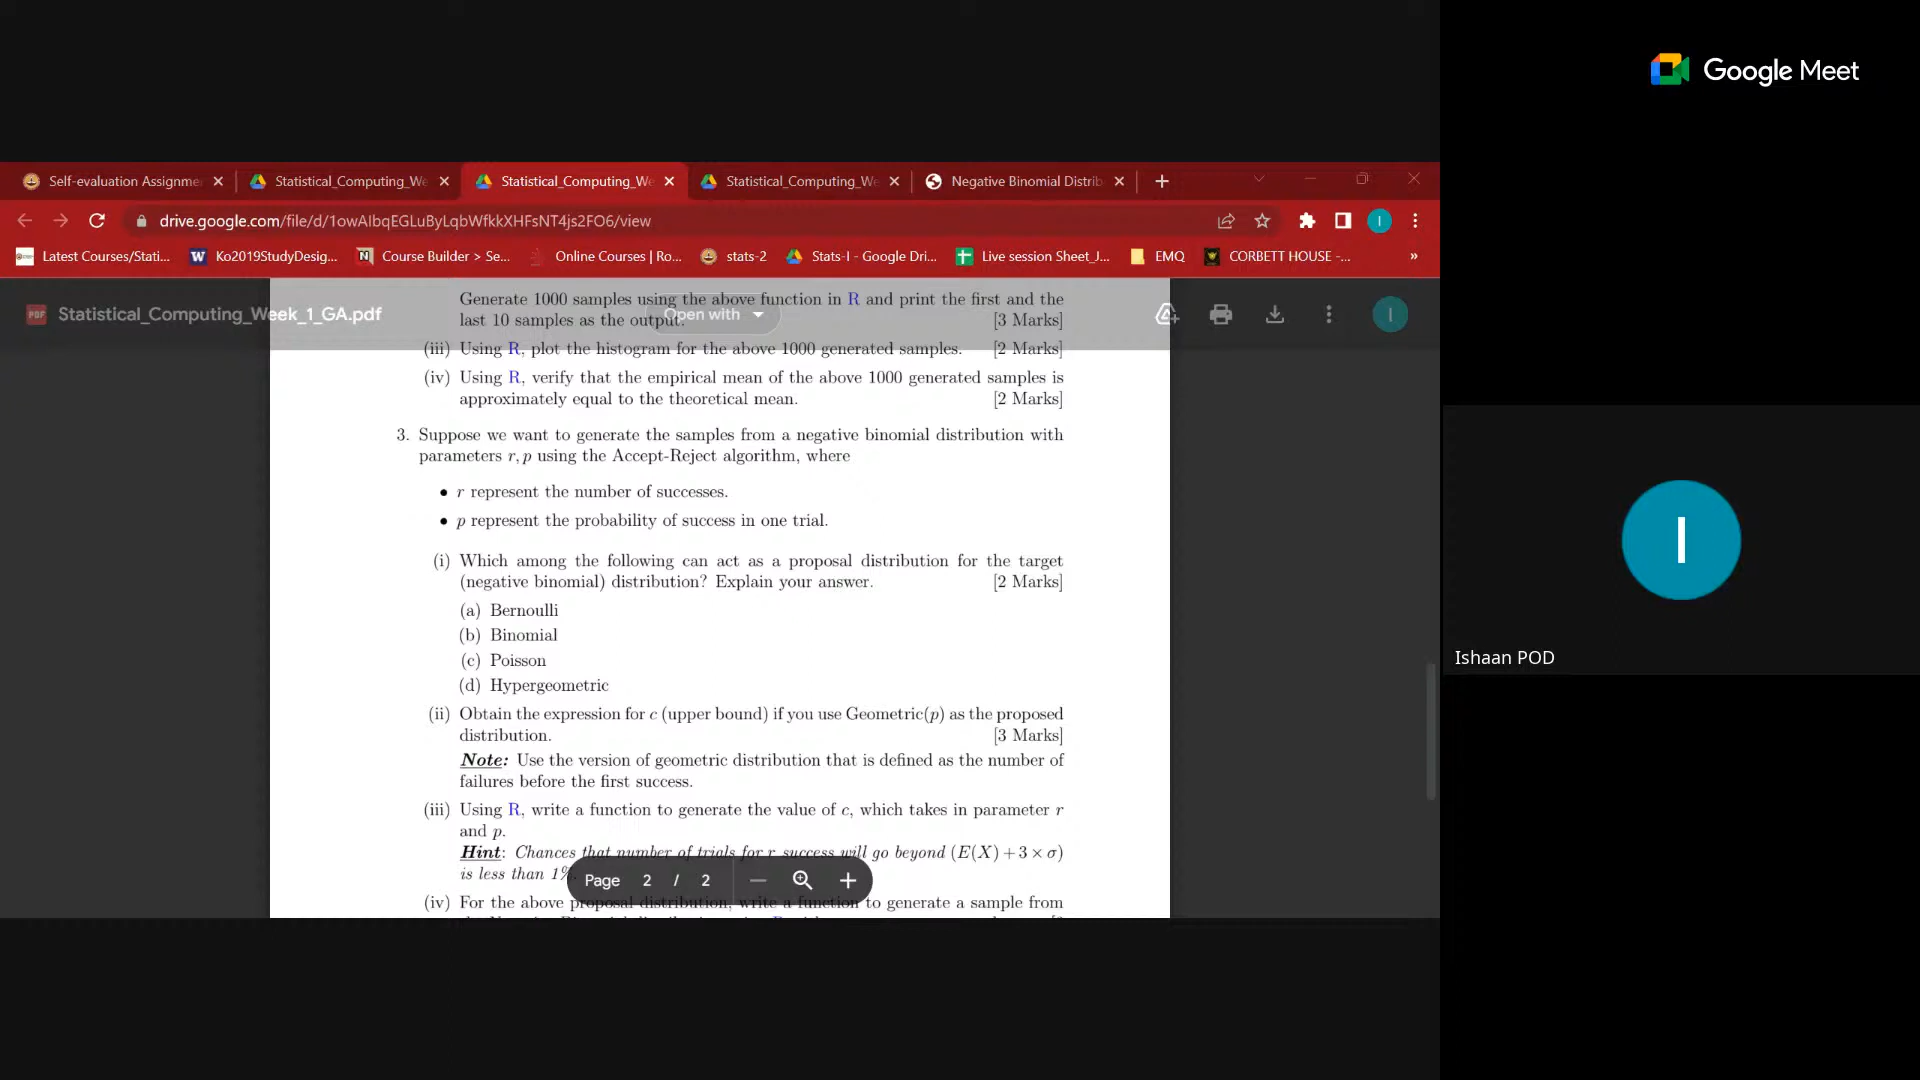 Google Meet
Self-evaluation Assignme
Statistical_Computing_We
Statistical_Computing_We
Statistical_Computing_We
Negative Binomial Distrib
drive.google.com/file/d/1owAIbqEGLuByLqbWfkkXHFsNT4js2FO6/view
I
Latest Courses/Stati...
Ko2019StudyDesig...
Course Builder > Se...
Online Courses | Ro...
stats-2
Stats-I - Google Dri...
Live session Sheet_J...
EMQ
CORBETT HOUSE -...
»
PDF
Statistical_Computing_Week_1_GA.pdf
Open with
I
Generate 1000 samples using the above function in R and print the first and the
last 10 samples as the output. [3 Marks]
(iii) Using R, plot the histogram for the above 1000 generated samples. [2 Marks]
(iv) Using R, verify that the empirical mean of the above 1000 generated samples is
approximately equal to the theoretical mean. [2 Marks]
3. Suppose we want to generate the samples from a negative binomial distribution with
parameters r, p using the Accept-Reject algorithm, where
• r represent the number of successes.
• p represent the probability of success in one trial.
(i) Which among the following can act as a proposal distribution for the target
(negative binomial) distribution? Explain your answer. [2 Marks]
(a) Bernoulli
(b) Binomial
(c) Poisson
(d) Hypergeometric
(ii) Obtain the expression for c (upper bound) if you use Geometric(p) as the proposed
distribution. [3 Marks]
Note: Use the version of geometric distribution that is defined as the number of
failures before the first success.
(iii) Using R, write a function to generate the value of c, which takes in parameter r
and p.
Hint: Chances that number of trials for r success will go beyond (E(X) + 3 × σ)
is less than 1%
(iv) For the above proposal distribution, write a function to generate a sample from
Page 2 / 2
I
Ishaan POD